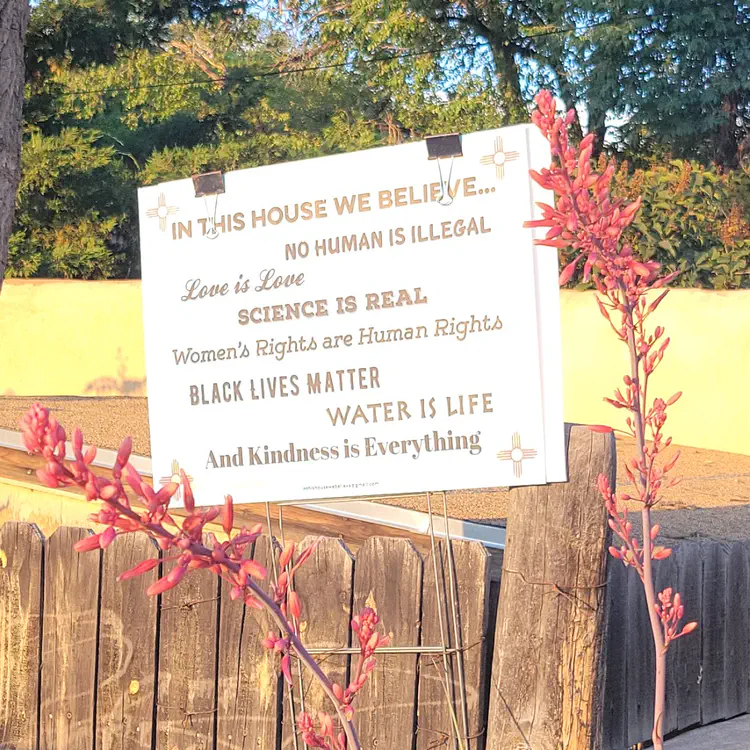 IN THIS HOUSE WE BELIEVE...
NO HUMAN IS ILLEGAL
Love is Love
SCIENCE IS REAL
Women's Rights are Human Rights
BLACK LIVES MATTER
WATER IS LIFE
And Kindness is Everything